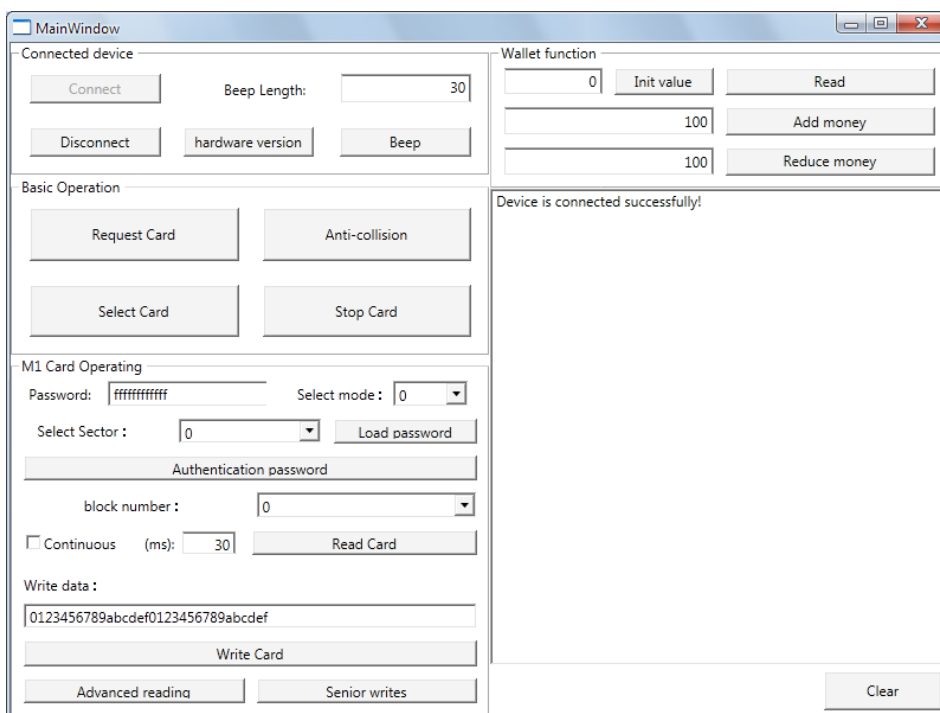 MainWindow
Connected device
Connect
Beep Length:
30
Disconnect
hardware version
Beep
Basic Operation
Request Card
Anti-collision
Select Card
Stop Card
M1 Card Operating
Password:
ffffffffffff
Select mode:
0
Select Sector:
0
Load password
Authentication password
block number:
0
Continuous
(ms):
30
Read Card
Write data:
0123456789abcdef0123456789abcdef
Write Card
Advanced reading
Senior writes
Wallet function
0
Init value
Read
100
Add money
100
Reduce money
Device is connected successfully!
Clear